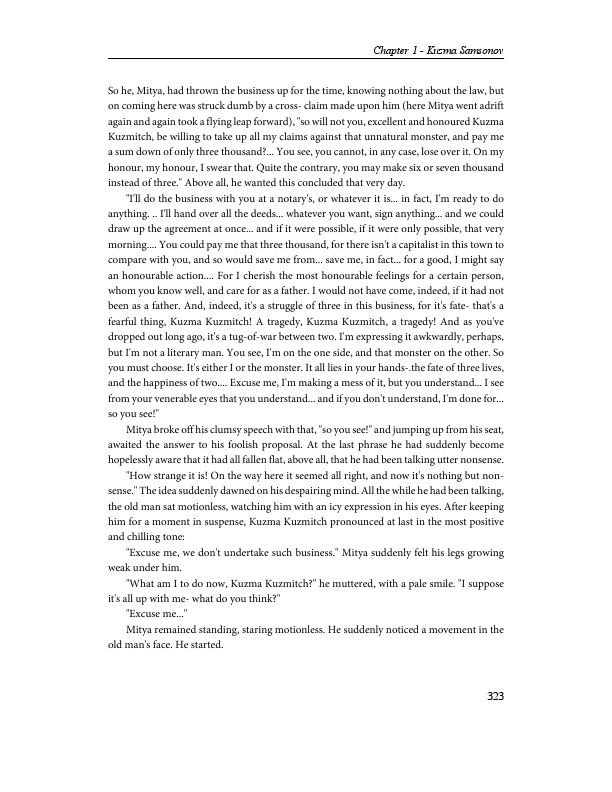 Chapter 1 - Kuzma Samsonov
So he, Mitya, had thrown the business up for the time, knowing nothing about the law, but
on coming here was struck dumb by a cross- claim made upon him (here Mitya went adrift
again and again took a flying leap forward), "so will not you, excellent and honoured Kuzma
Kuzmitch, be willing to take up all my claims against that unnatural monster, and pay me
a sum down of only three thousand?... You see, you cannot, in any case, lose over it. On my
honour, my honour, I swear that. Quite the contrary, you may make six or seven thousand
instead of three." Above all, he wanted this concluded that very day.
"I'll do the business with you at a notary's, or whatever it is... in fact, I'm ready to do
anything. .. I'll hand over all the deeds... whatever you want, sign anything... and we could
draw up the agreement at once... and if it were possible, if it were only possible, that very
morning.... You could pay me that three thousand, for there isn't a capitalist in this town to
compare with you, and so would save me from... save me, in fact... for a good, I might say
an honourable action.... For I cherish the most honourable feelings for a certain person,
whom you know well, and care for as a father. I would not have come, indeed, if it had not
been as a father. And, indeed, it's a struggle of three in this business, for it's fate- that's a
fearful thing, Kuzma Kuzmitch! A tragedy, Kuzma Kuzmitch, a tragedy! And as you've
dropped out long ago, it's a tug-of-war between two. I'm expressing it awkwardly, perhaps,
but I'm not a literary man. You see, I'm on the one side, and that monster on the other. So
you must choose. It's either I or the monster. It all lies in your hands-.the fate of three lives,
and the happiness of two.... Excuse me, I'm making a mess of it, but you understand... I see
from your venerable eyes that you understand... and if you don't understand, I'm done for...
so you see!"
Mitya broke off his clumsy speech with that, "so you see!" and jumping up from his seat,
awaited the answer to his foolish proposal. At the last phrase he had suddenly become
hopelessly aware that it had all fallen flat, above all, that he had been talking utter nonsense.
"How strange it is! On the way here it seemed all right, and now it's nothing but non-
sense." The idea suddenly dawned on his despairing mind. All the while he had been talking,
the old man sat motionless, watching him with an icy expression in his eyes. After keeping
him for a moment in suspense, Kuzma Kuzmitch pronounced at last in the most positive
and chilling tone:
"Excuse me, we don't undertake such business." Mitya suddenly felt his legs growing
weak under him.
"What am I to do now, Kuzma Kuzmitch?" he muttered, with a pale smile. "I suppose
it's all up with me- what do you think?"
"Excuse me..."
Mitya remained standing, staring motionless. He suddenly noticed a movement in the
old man's face. He started.
323